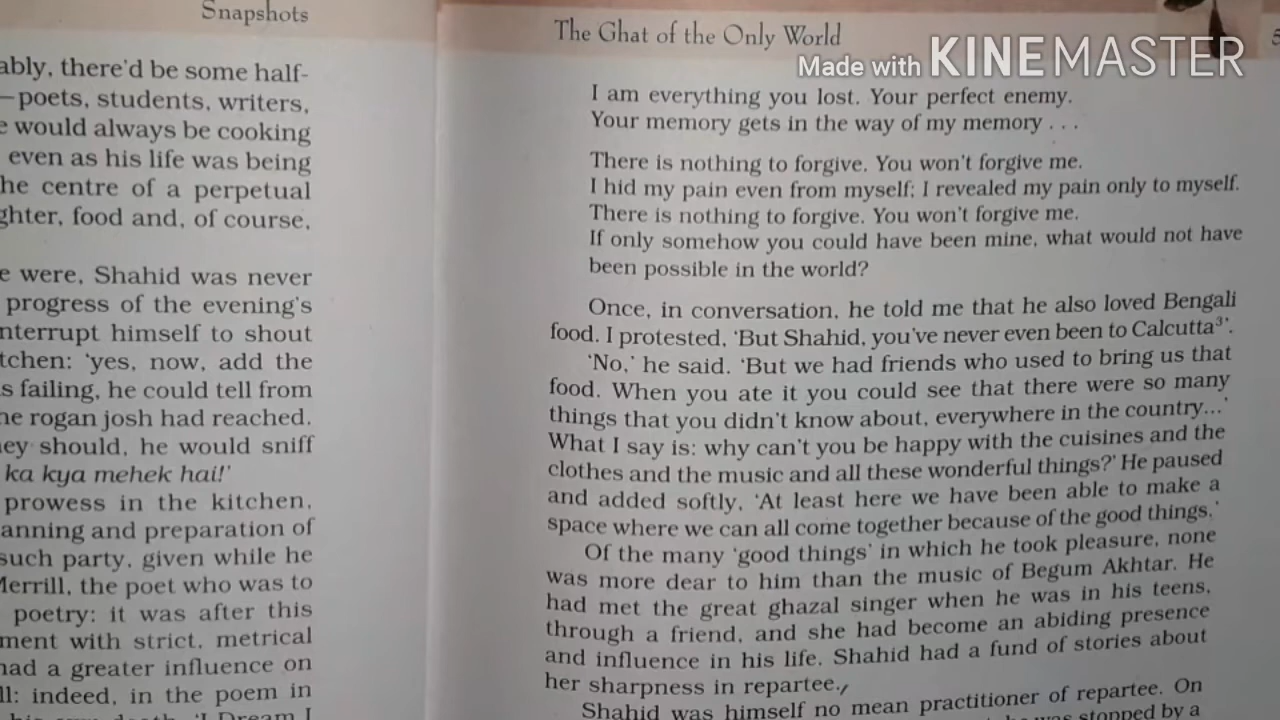 Snapshots
ably, there'd be some half-
—poets, students, writers,
e would always be cooking
even as his life was being
he centre of a perpetual
ghter, food and, of course,
e were, Shahid was never
progress of the evening's
nterrupt himself to shout
tchen: 'yes, now, add the
s failing, he could tell from
he rogan josh had reached.
ey should, he would sniff
ka kya mehek hai!'
prowess in the kitchen,
anning and preparation of
such party, given while he
Merrill, the poet who was to
poetry: it was after this
ment with strict, metrical
had a greater influence on
ll: indeed, in the poem in
'I Dream I
The Ghat of the Only World
5
Made with KINEMASTER
I am everything you lost. Your perfect enemy.
Your memory gets in the way of my memory . . .
There is nothing to forgive. You won't forgive me.
I hid my pain even from myself; I revealed my pain only to myself.
There is nothing to forgive. You won't forgive me.
If only somehow you could have been mine, what would not have
been possible in the world?
Once, in conversation, he told me that he also loved Bengali
food. I protested, 'But Shahid, you've never even been to Calcutta³'.
'No,' he said. 'But we had friends who used to bring us that
food. When you ate it you could see that there were so many
things that you didn't know about, everywhere in the country...'
What I say is: why can't you be happy with the cuisines and the
clothes and the music and all these wonderful things?' He paused
and added softly, 'At least here we have been able to make a
space where we can all come together because of the good things.'
Of the many 'good things' in which he took pleasure, none
was more dear to him than the music of Begum Akhtar. He
had met the great ghazal singer when he was in his teens,
through a friend, and she had become an abiding presence
and influence in his life. Shahid had a fund of stories about
her sharpness in repartee.
Shahid was himself no mean practitioner of repartee. On
was stopped by a